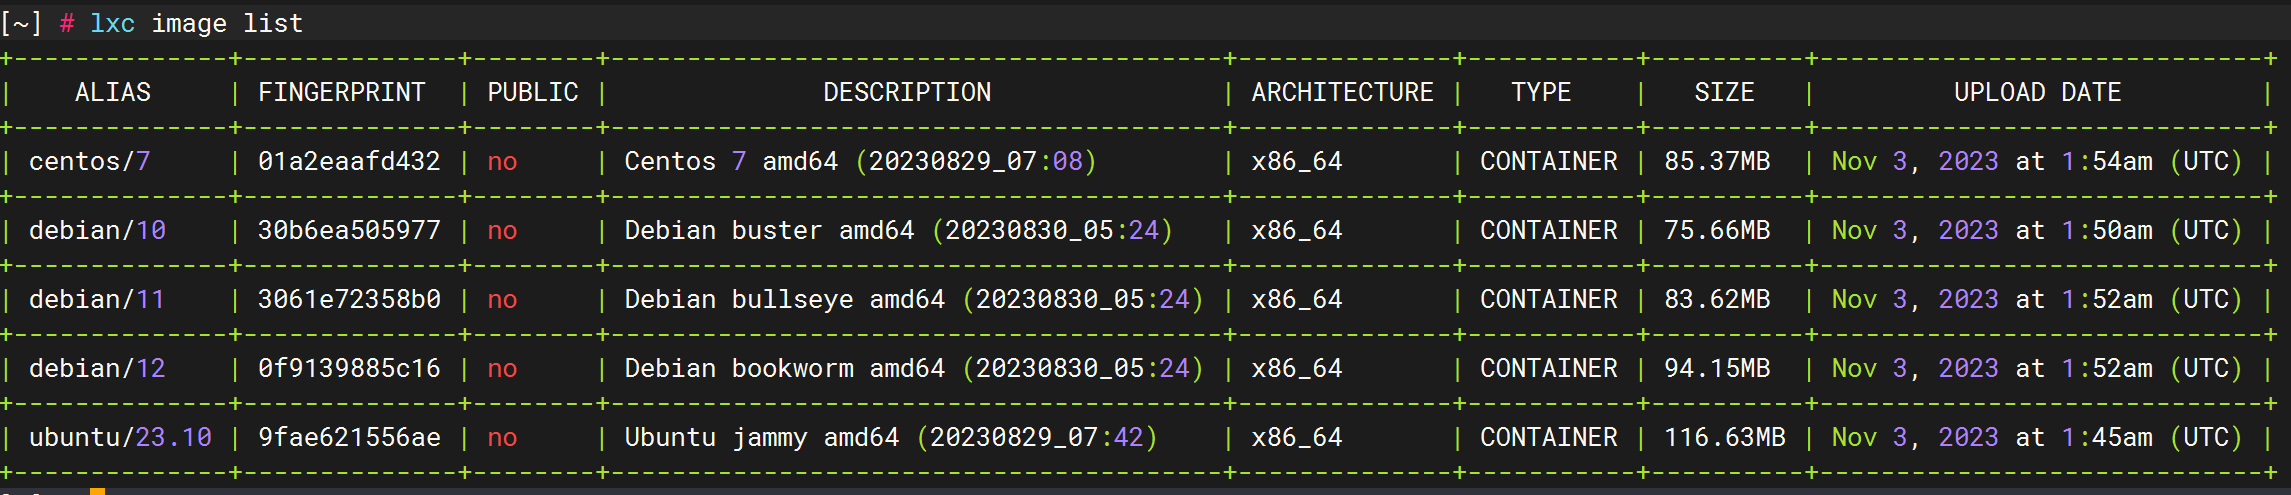 [~] # lxc image list
+--------------+--------------+--------+----------------------------------------+--------------+-----------+----------+-----------------------------+
| ALIAS | FINGERPRINT | PUBLIC | DESCRIPTION | ARCHITECTURE | TYPE | SIZE | UPLOAD DATE |
+--------------+--------------+--------+----------------------------------------+--------------+-----------+----------+-----------------------------+
| centos/7 | 01a2eaafd432 | no | Centos 7 amd64 (20230829_07:08) | x86_64 | CONTAINER | 85.37MB | Nov 3, 2023 at 1:54am (UTC) |
+--------------+--------------+--------+----------------------------------------+--------------+-----------+----------+-----------------------------+
| debian/10 | 30b6ea505977 | no | Debian buster amd64 (20230830_05:24) | x86_64 | CONTAINER | 75.66MB | Nov 3, 2023 at 1:50am (UTC) |
+--------------+--------------+--------+----------------------------------------+--------------+-----------+----------+-----------------------------+
| debian/11 | 3061e72358b0 | no | Debian bullseye amd64 (20230830_05:24) | x86_64 | CONTAINER | 83.62MB | Nov 3, 2023 at 1:52am (UTC) |
+--------------+--------------+--------+----------------------------------------+--------------+-----------+----------+-----------------------------+
| debian/12 | 0f9139885c16 | no | Debian bookworm amd64 (20230830_05:24) | x86_64 | CONTAINER | 94.15MB | Nov 3, 2023 at 1:52am (UTC) |
+--------------+--------------+--------+----------------------------------------+--------------+-----------+----------+-----------------------------+
| ubuntu/23.10 | 9fae621556ae | no | Ubuntu jammy amd64 (20230829_07:42) | x86_64 | CONTAINER | 116.63MB | Nov 3, 2023 at 1:45am (UTC) |
+--------------+--------------+--------+----------------------------------------+--------------+-----------+----------+-----------------------------+